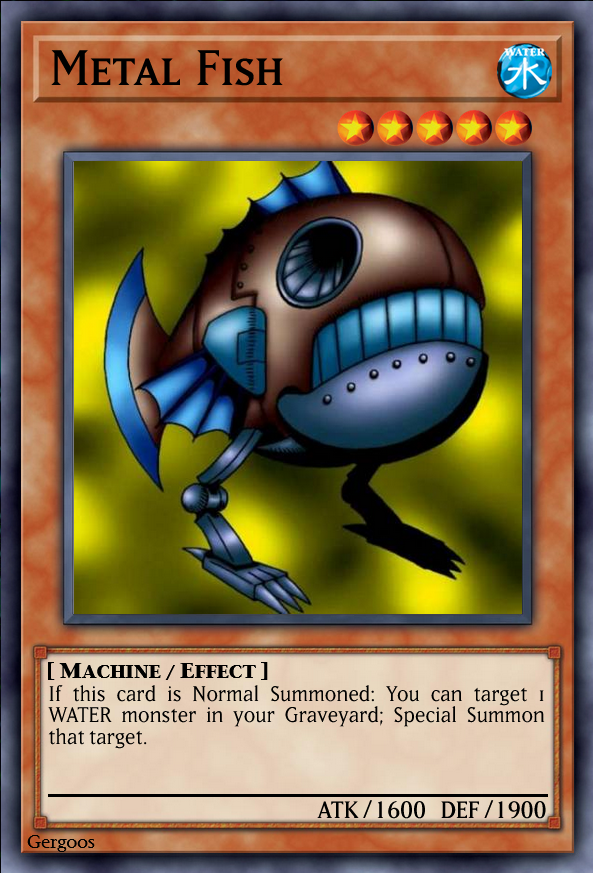 Metal Fish
WATER
水
[ Machine / Effect ]
If this card is Normal Summoned: You can target 1
WATER monster in your Graveyard; Special Summon
that target.
ATK / 1600 DEF / 1900
Gergoos